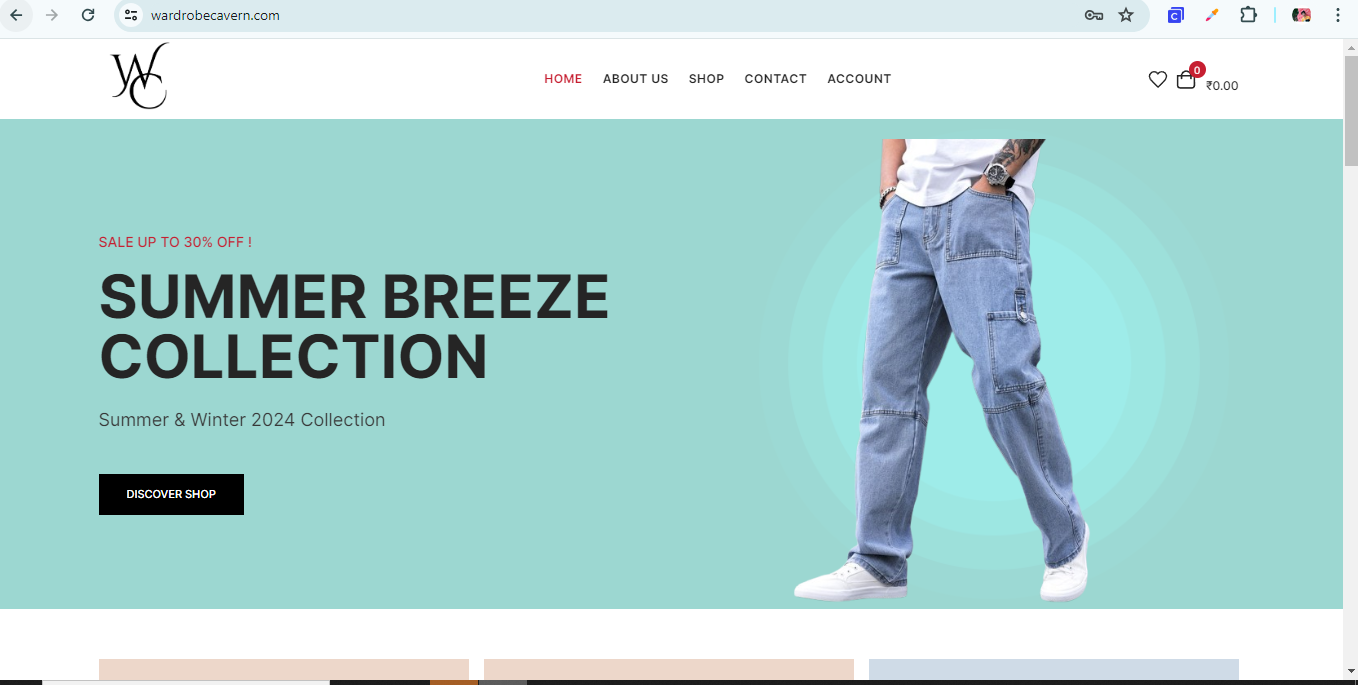 wardrobecavern.com
WC
HOME ABOUT US SHOP CONTACT ACCOUNT
0
₹0.00
SALE UP TO 30% OFF !
SUMMER BREEZE
COLLECTION
Summer & Winter 2024 Collection
DISCOVER SHOP